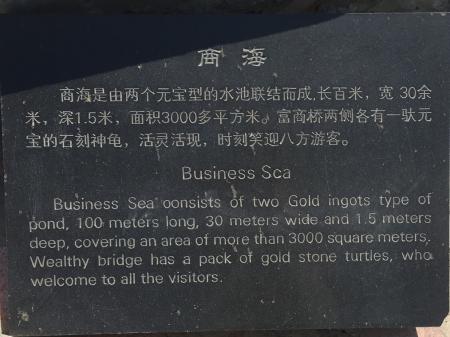 商海
商海是由两个元宝型的水池联结而成,长百米，宽 30余
米，深1.5米，面积3000多平方米。富商桥两侧各有一驮元
宝的石刻神龟，活灵活现，时刻笑迎八方游客。
Business Sca
Business Sea oonsists of two Gold ingots type of
pond, 100 meters long, 30 meters wide and 1.5 meters
deep, covering an area of more than 3000 square meters.
Wealthy bridge has a pack of gold stone turtles, who
welcome to all the visitors.